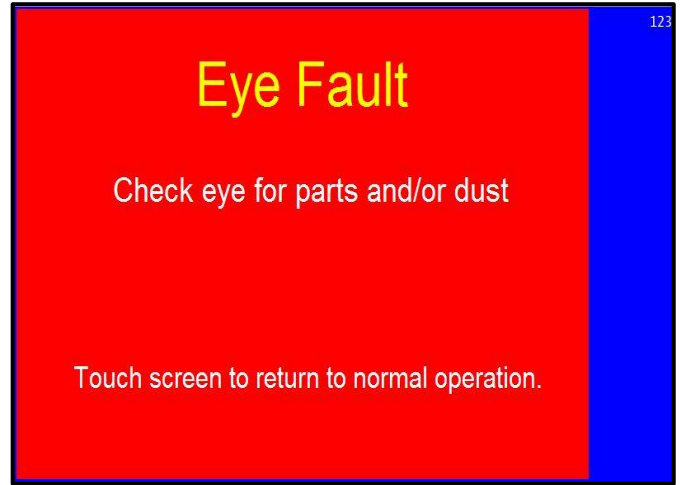 123
Eye Fault
Check eye for parts and/or dust
Touch screen to return to normal operation.